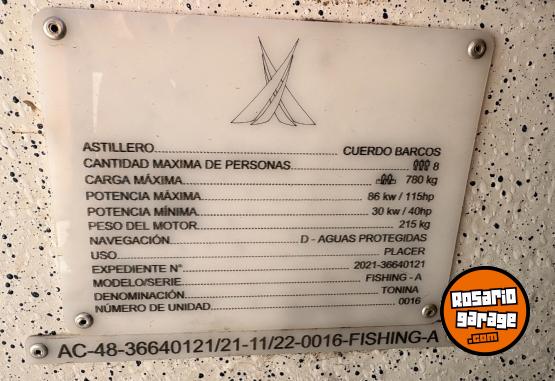 ASTILLERO CUERDO BARCOS
CANTIDAD MAXIMA DE PERSONAS 8
CARGA MÁXIMA 780 kg
POTENCIA MÁXIMA 86 kw / 115hp
POTENCIA MÍNIMA 30 kw / 40hp
PESO DEL MOTOR 215 kg
NAVEGACIÓN D - AGUAS PROTEGIDAS
USO PLACER
EXPEDIENTE N° 2021-36640121
MODELO/SERIE FISHING - A
DENOMINACIÓN TONINA
NÚMERO DE UNIDAD 0016
AC-48-36640121/21-11/22-0016-FISHING-A
ROSARIO
garage
.com